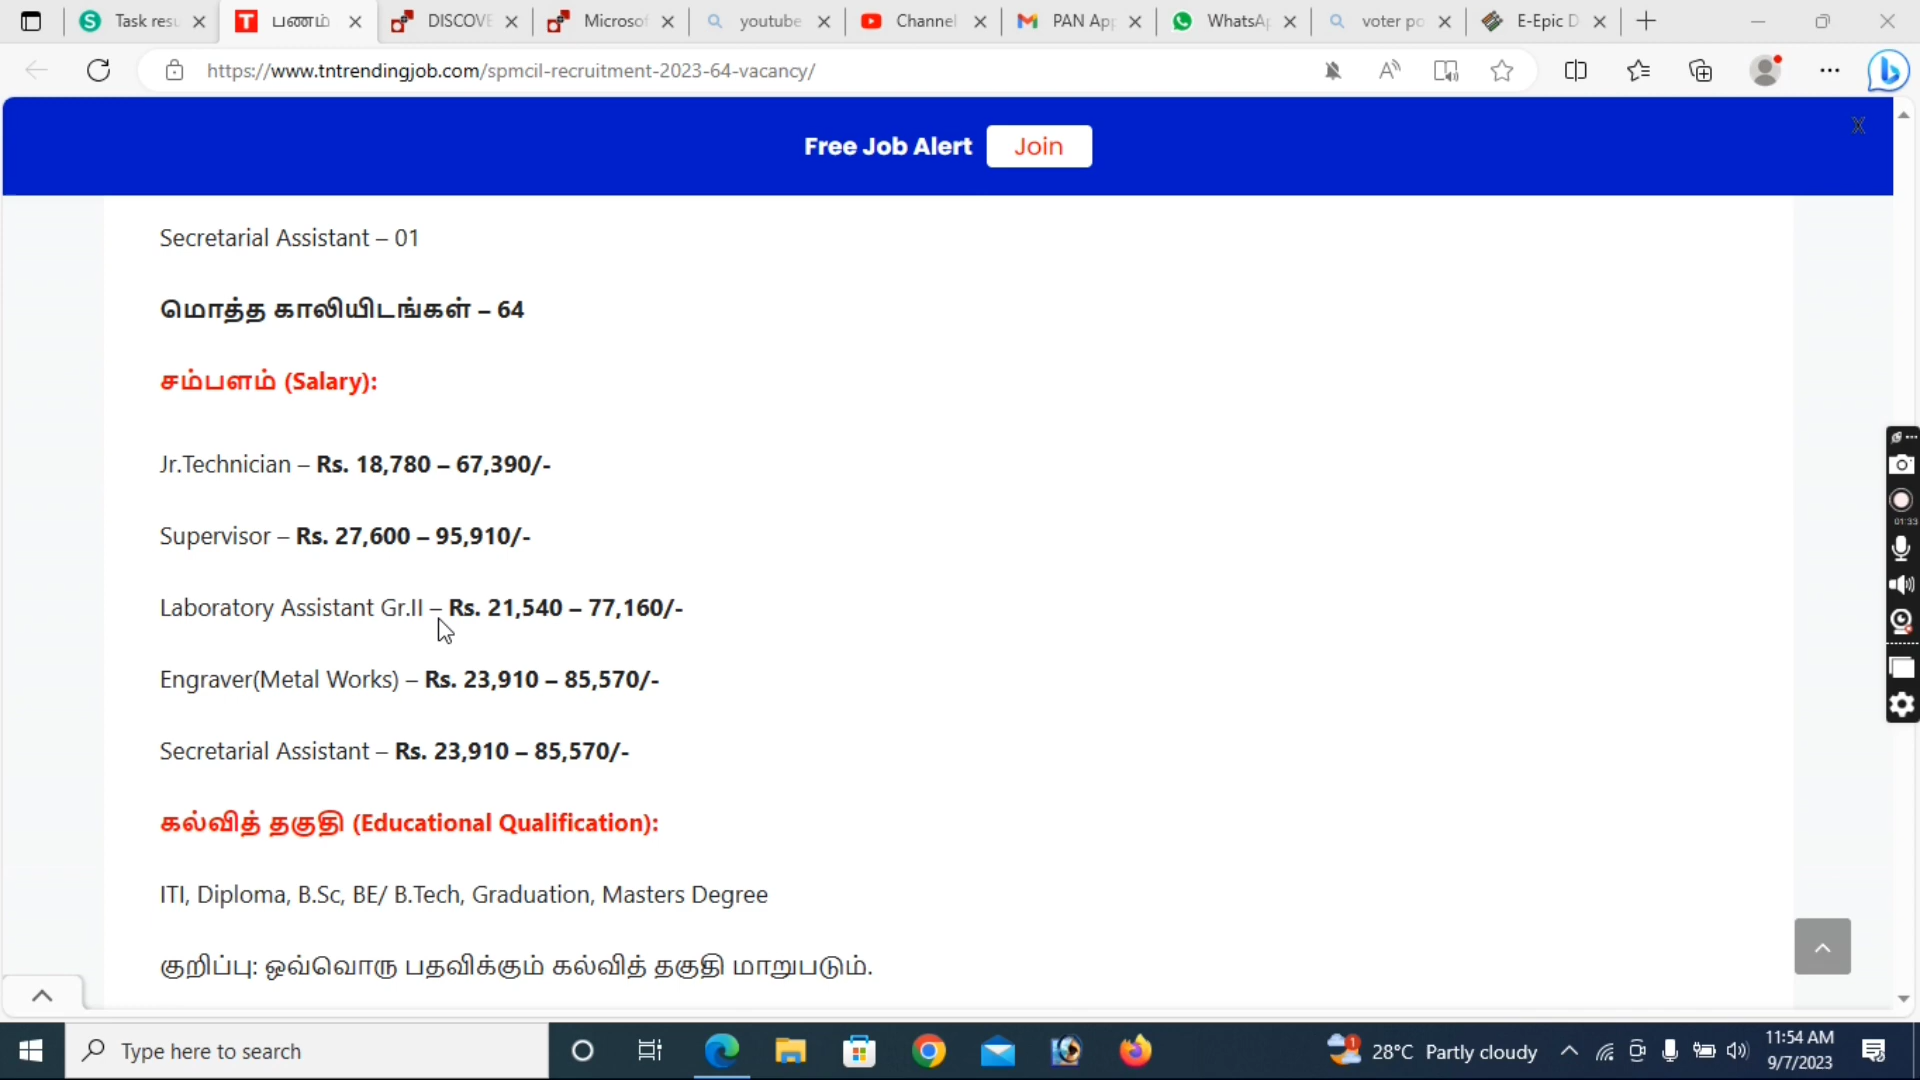 Task resu
பணம்
DISCOVE
Microsof
youtube
Channel
PAN App
WhatsAp
voter po
E-Epic D
https://www.tntrendingjob.com/spmcil-recruitment-2023-64-vacancy/
Free Job Alert Join
X
Secretarial Assistant – 01
மொத்த காலியிடங்கள் – 64
சம்பளம் (Salary):
Jr.Technician – Rs. 18,780 – 67,390/-
Supervisor – Rs. 27,600 – 95,910/-
Laboratory Assistant Gr.II – Rs. 21,540 – 77,160/-
Engraver(Metal Works) – Rs. 23,910 – 85,570/-
Secretarial Assistant – Rs. 23,910 – 85,570/-
கல்வித் தகுதி (Educational Qualification):
ITI, Diploma, B.Sc, BE/ B.Tech, Graduation, Masters Degree
குறிப்பு: ஒவ்வொரு பதவிக்கும் கல்வித் தகுதி மாறுபடும்.
01:33
Type here to search
28°C Partly cloudy
11:54 AM
9/7/2023